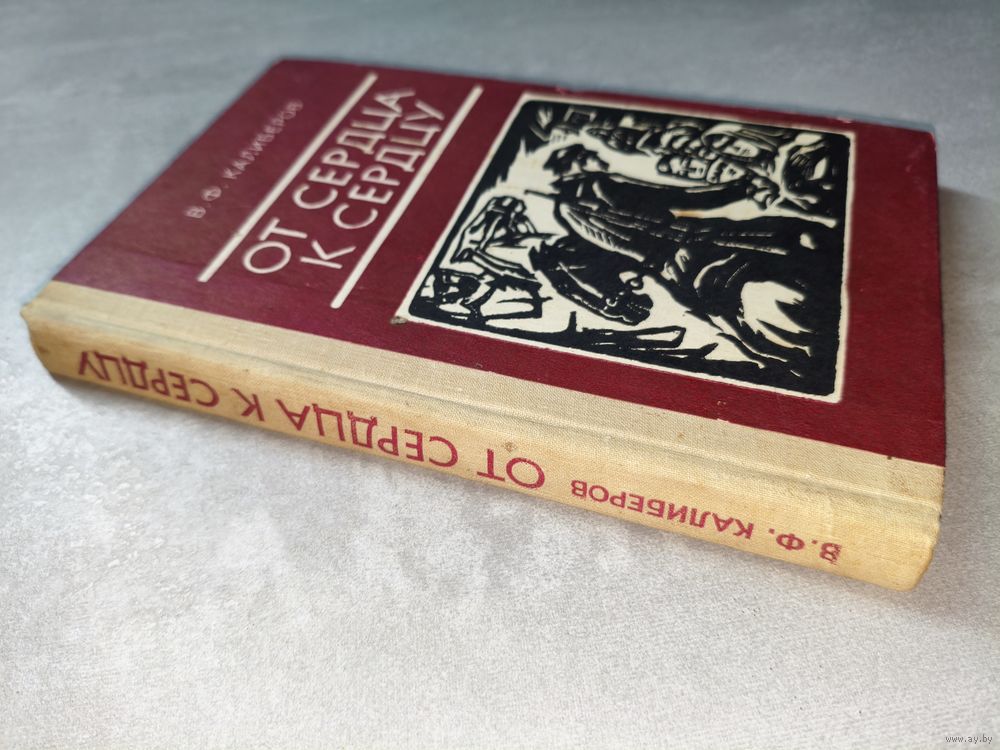 В. Ф. КАЛИБЕРОВ
ОТ СЕРДЦА
К СЕРДЦУ
В. Ф. КАЛИБЕРОВ ОТ СЕРДЦА К СЕРДЦУ
www.ay.by